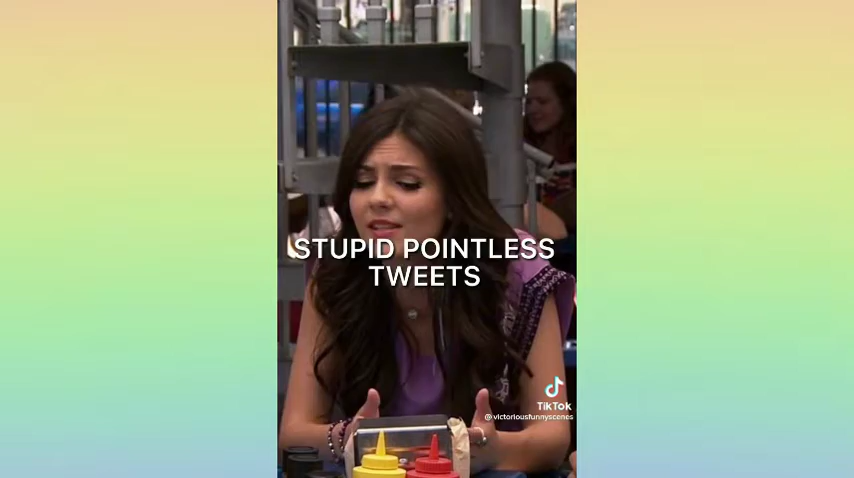 STUPID POINTLESS
TWEETS
TikTok
@victoriousfunnyscenes